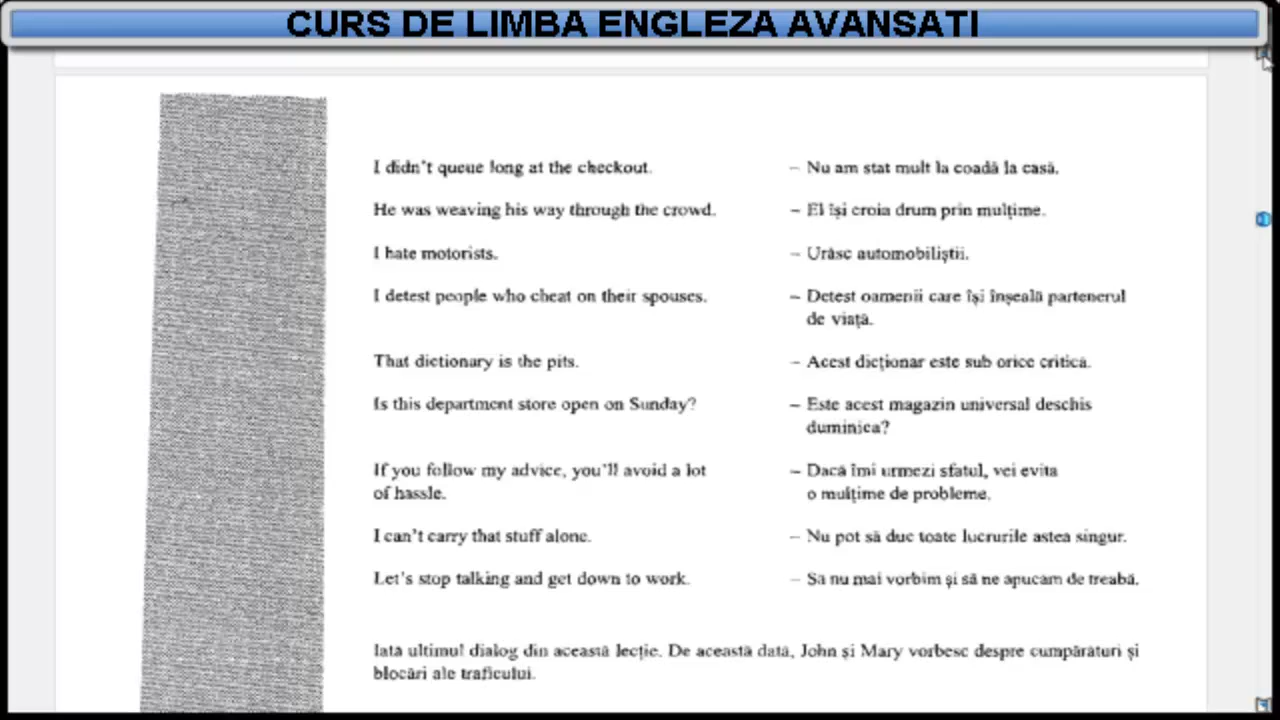 CURS DE LIMBA ENGLEZA AVANSATI
I didn't queue long at the checkout. – Nu am stat mult la coadă la casă.
He was weaving his way through the crowd. – El își croia drum prin mulțime.
I hate motorists. – Urăsc automobiliștii.
I detest people who cheat on their spouses. – Detest oamenii care își înșeală partenerul
de viață.
That dictionary is the pits. – Acest dicționar este sub orice critică.
Is this department store open on Sunday? – Este acest magazin universal deschis
duminica?
If you follow my advice, you'll avoid a lot – Dacă îmi urmezi sfatul, vei evita
of hassle. o mulțime de probleme.
I can't carry that stuff alone. – Nu pot să duc toate lucrurile astea singur.
Let's stop talking and get down to work. – Să nu mai vorbim și să ne apucăm de treabă.
Iată ultimul dialog din această lecție. De această dată, John și Mary vorbesc despre cumpărături și
blocări ale traficului.